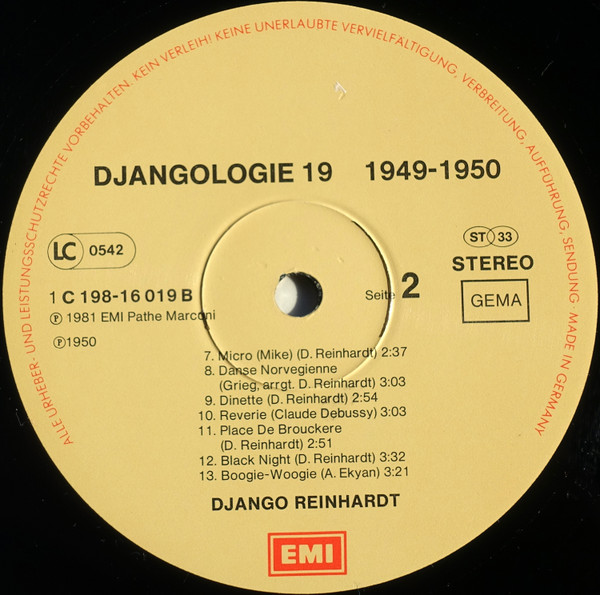 ALLE URHEBER- UND LEISTUNGSSCHUTZRECHTE VORBEHALTEN. KEIN VERLEIH! KEINE UNERLAUBTE VERVIELFÄLTIGUNG, VERBREITUNG, AUFFÜHRUNG, SENDUNG · MADE IN GERMANY
DJANGOLOGIE 19 1949-1950
LC 0542
ST 33
STEREO
GEMA
1 C 198-16 019 B
Seite 2
Ⓟ 1981 EMI Pathe Marconi
Ⓟ1950
7. Micro (Mike) (D. Reinhardt) 2:37
8. Danse Norvegienne
(Grieg, arrgt. D. Reinhardt) 3:03
9. Dinette (D. Reinhardt) 2:54
10. Reverie (Claude Debussy) 3:03
11. Place De Brouckere
(D. Reinhardt) 2:51
12. Black Night (D. Reinhardt) 3:32
13. Boogie-Woogie (A. Ekyan) 3:21
DJANGO REINHARDT
EMI